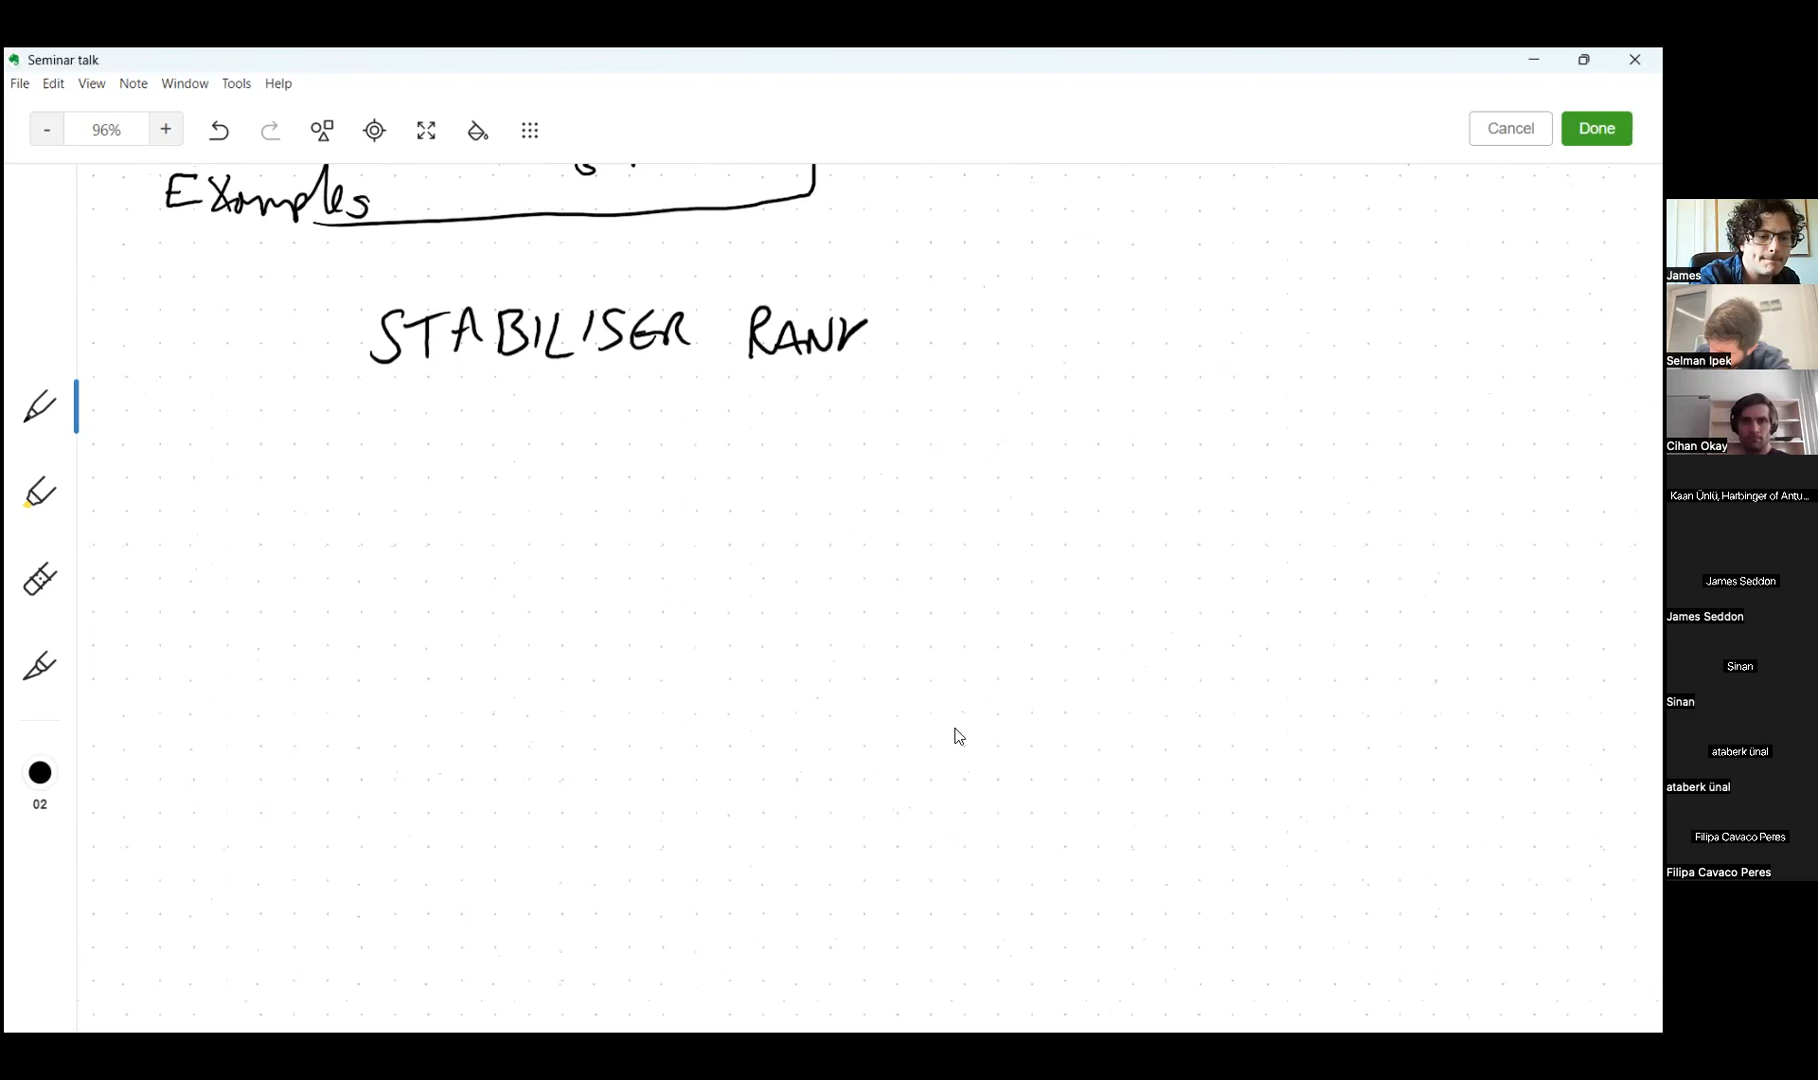 Seminar talk
File Edit View Note Window Tools Help
- 96% +
Cancel Done
Examples
STABILISER RANK
02
James
Selman Ipek
Cihan Okay
Kaan Ünlü, Harbinger of Antu...
James Seddon
James Seddon
Sinan
Sinan
ataberk ünal
ataberk ünal
Filipa Cavaco Peres
Filipa Cavaco Peres